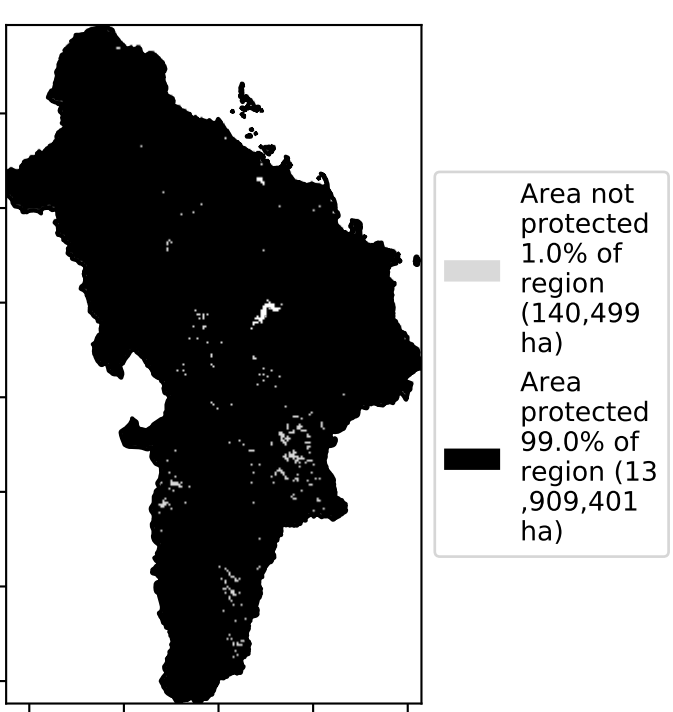 Area not
protected
1.0% of
region
(140,499
ha)
Area
protected
99.0% of
region (13
,909,401
ha)